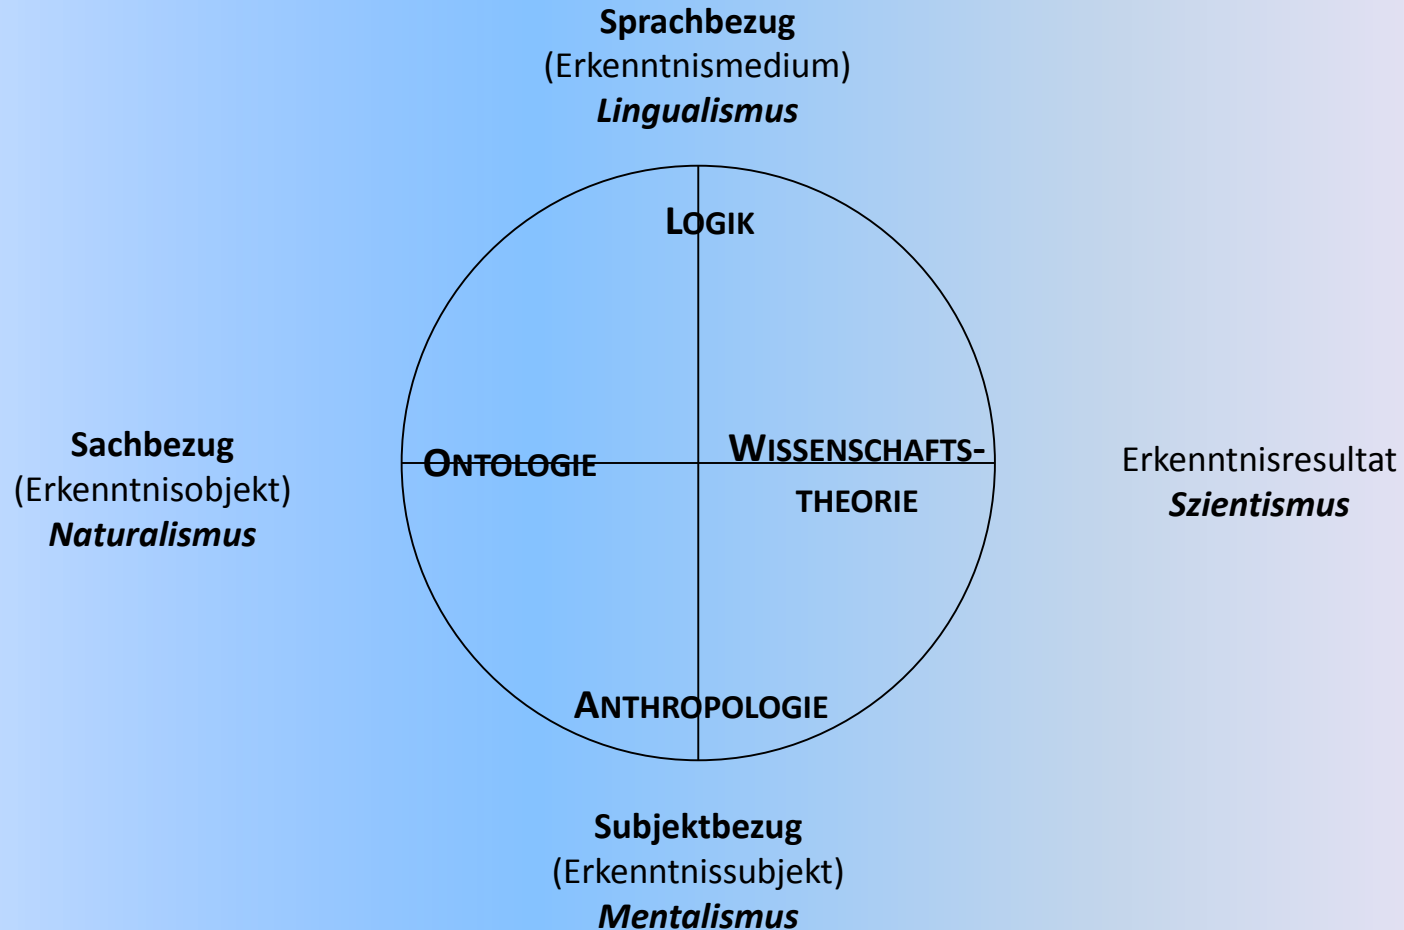 Sprachbezug
(Erkenntnismedium)
Lingualismus
LOGIK
Sachbezug
(Erkenntnisobjekt)
Naturalismus
ONTOLOGIE
WISSENSCHAFTS-
THEORIE
Erkenntnisresultat
Szientismus
ANTHROPOLOGIE
Subjektbezug
(Erkenntnissubjekt)
Mentalismus